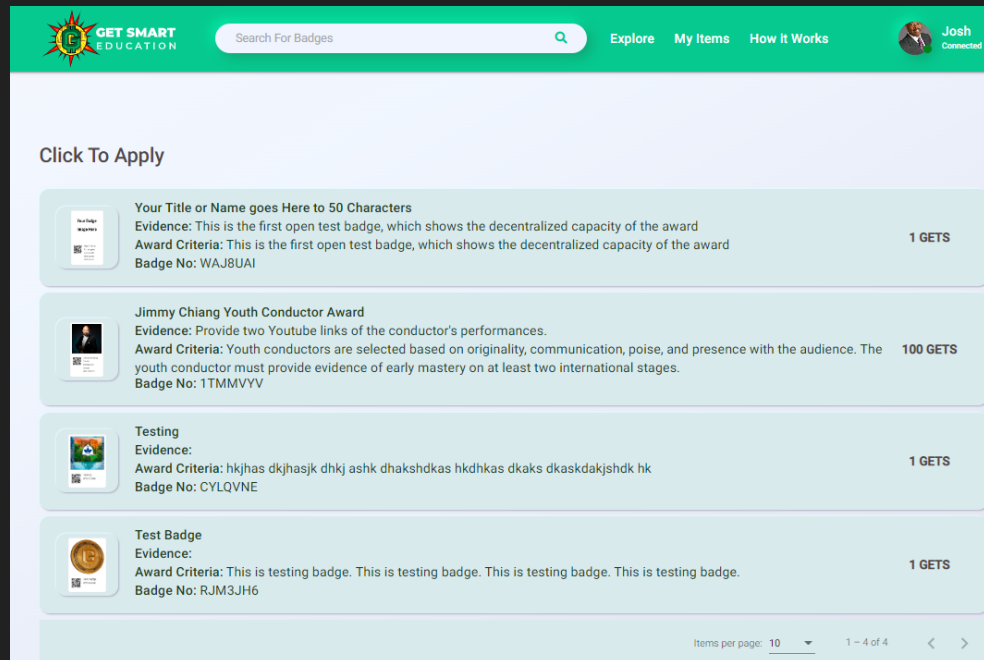 GET SMART
EDUCATION
Search For Badges
Explore
My Items
How it Works
Josh
Connected
Click To Apply
Your Title or Name goes Here to 50 Characters
Evidence: This is the first open test badge, which shows the decentralized capacity of the award
Award Criteria: This is the first open test badge, which shows the decentralized capacity of the award
Badge No: WAJ8UAI
1 GETS
Jimmy Chiang Youth Conductor Award
Evidence: Provide two Youtube links of the conductor's performances.
Award Criteria: Youth conductors are selected based on originality, communication, poise, and presence with the audience. The
youth conductor must provide evidence of early mastery on at least two international stages.
Badge No: 1TMMVYV
100 GETS
Testing
Evidence:
Award Criteria: hkjhas dkjhasjk dhkj ashk dhakshdkas hkdhkas dkaks dkaskdakjshdk hk
Badge No: CYLQVNE
1 GETS
Test Badge
Evidence:
Award Criteria: This is testing badge. This is testing badge. This is testing badge. This is testing badge.
Badge No: RJM3JH6
1 GETS
Items per page: 10
1 – 4 of 4